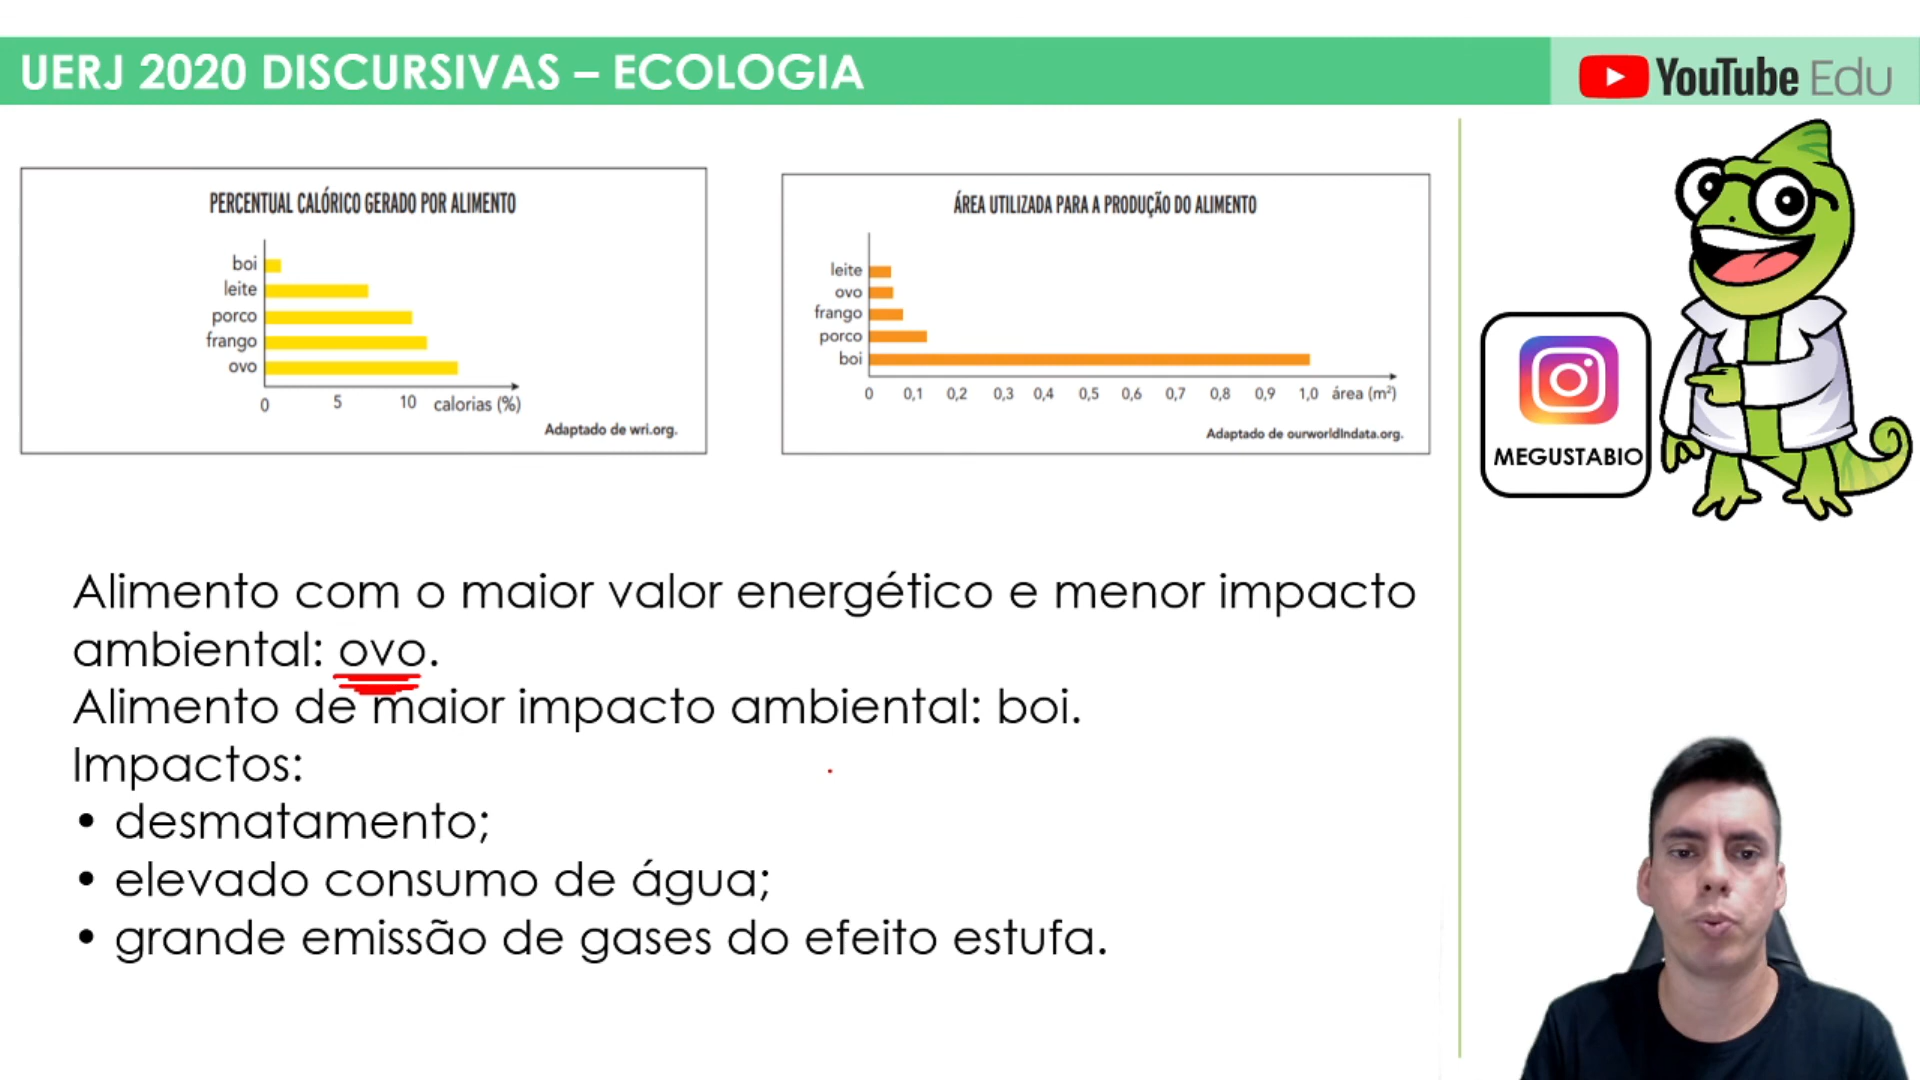 UERJ 2020 DISCURSIVAS – ECOLOGIA
YouTube Edu
PERCENTUAL CALÓRICO GERADO POR ALIMENTO
boi
leite
porco
frango
ovo
0 5 10 calorias (%)
Adaptado de wri.org.
ÁREA UTILIZADA PARA A PRODUÇÃO DO ALIMENTO
leite
ovo
frango
porco
boi
0 0,1 0,2 0,3 0,4 0,5 0,6 0,7 0,8 0,9 1,0 área (m²)
Adaptado de ourworldIndata.org.
MEGUSTABIO
Alimento com o maior valor energético e menor impacto
ambiental: ovo.
Alimento de maior impacto ambiental: boi.
Impactos:
• desmatamento;
• elevado consumo de água;
• grande emissão de gases do efeito estufa.